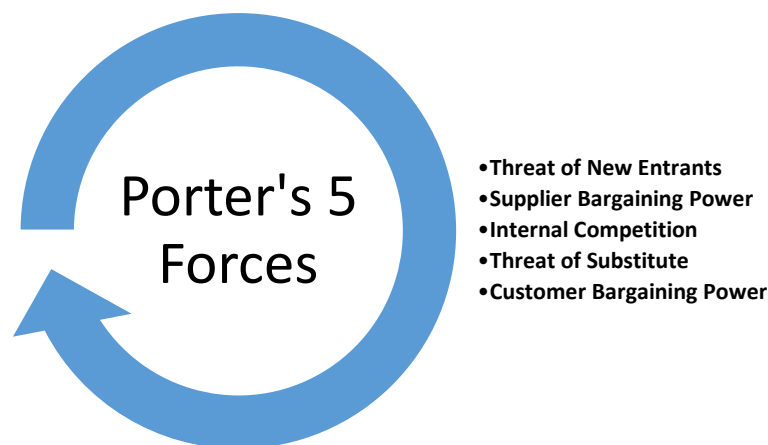 Porter's 5
Forces
•Threat of New Entrants
•Supplier Bargaining Power
•Internal Competition
•Threat of Substitute
•Customer Bargaining Power